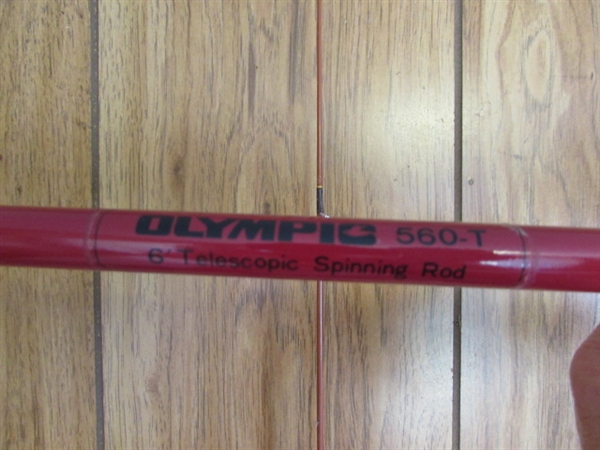 OLYMPIC 560-T
6' Telescopic Spinning Rod